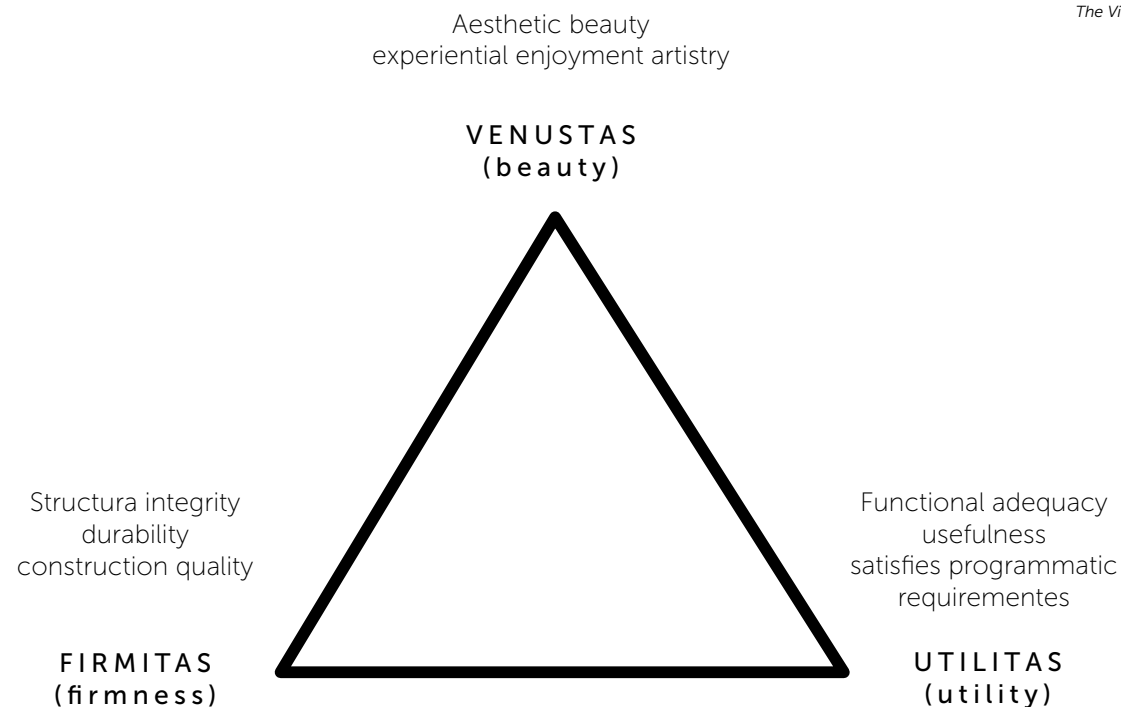 The Vi
Aesthetic beauty
experiential enjoyment artistry
VENUSTAS
(beauty)
Structura integrity
durability
construction quality
FIRMITAS
(firmness)
Functional adequacy
usefulness
satisfies programmatic
requirementes
UTILITAS
(utility)